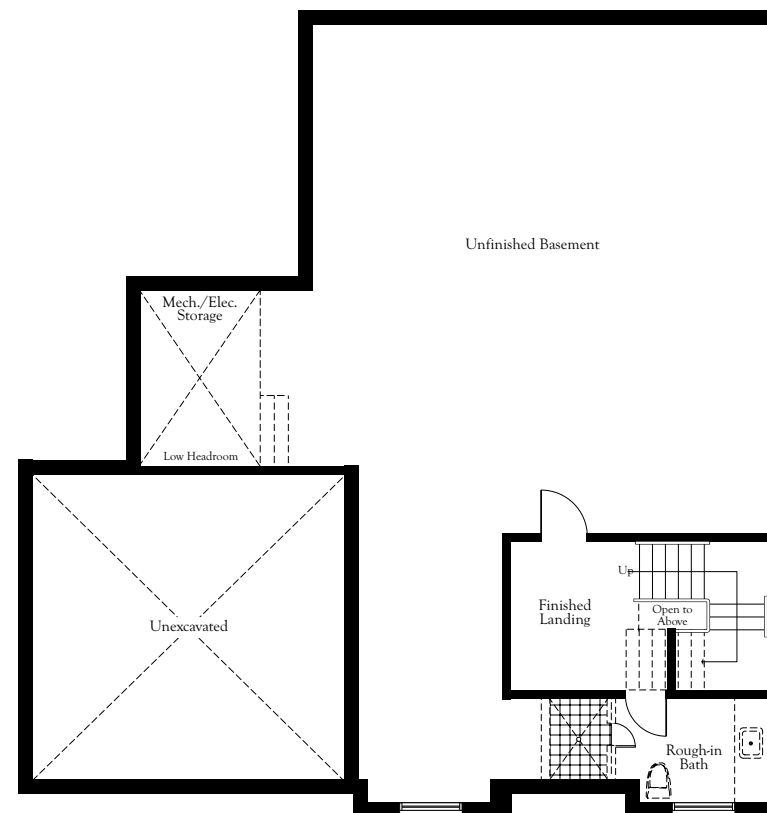 Unfinished Basement
Mech./Elec.
Storage
Low Headroom
Up
Finished
Landing
Open to
Above
Unexcavated
Rough-in
Bath